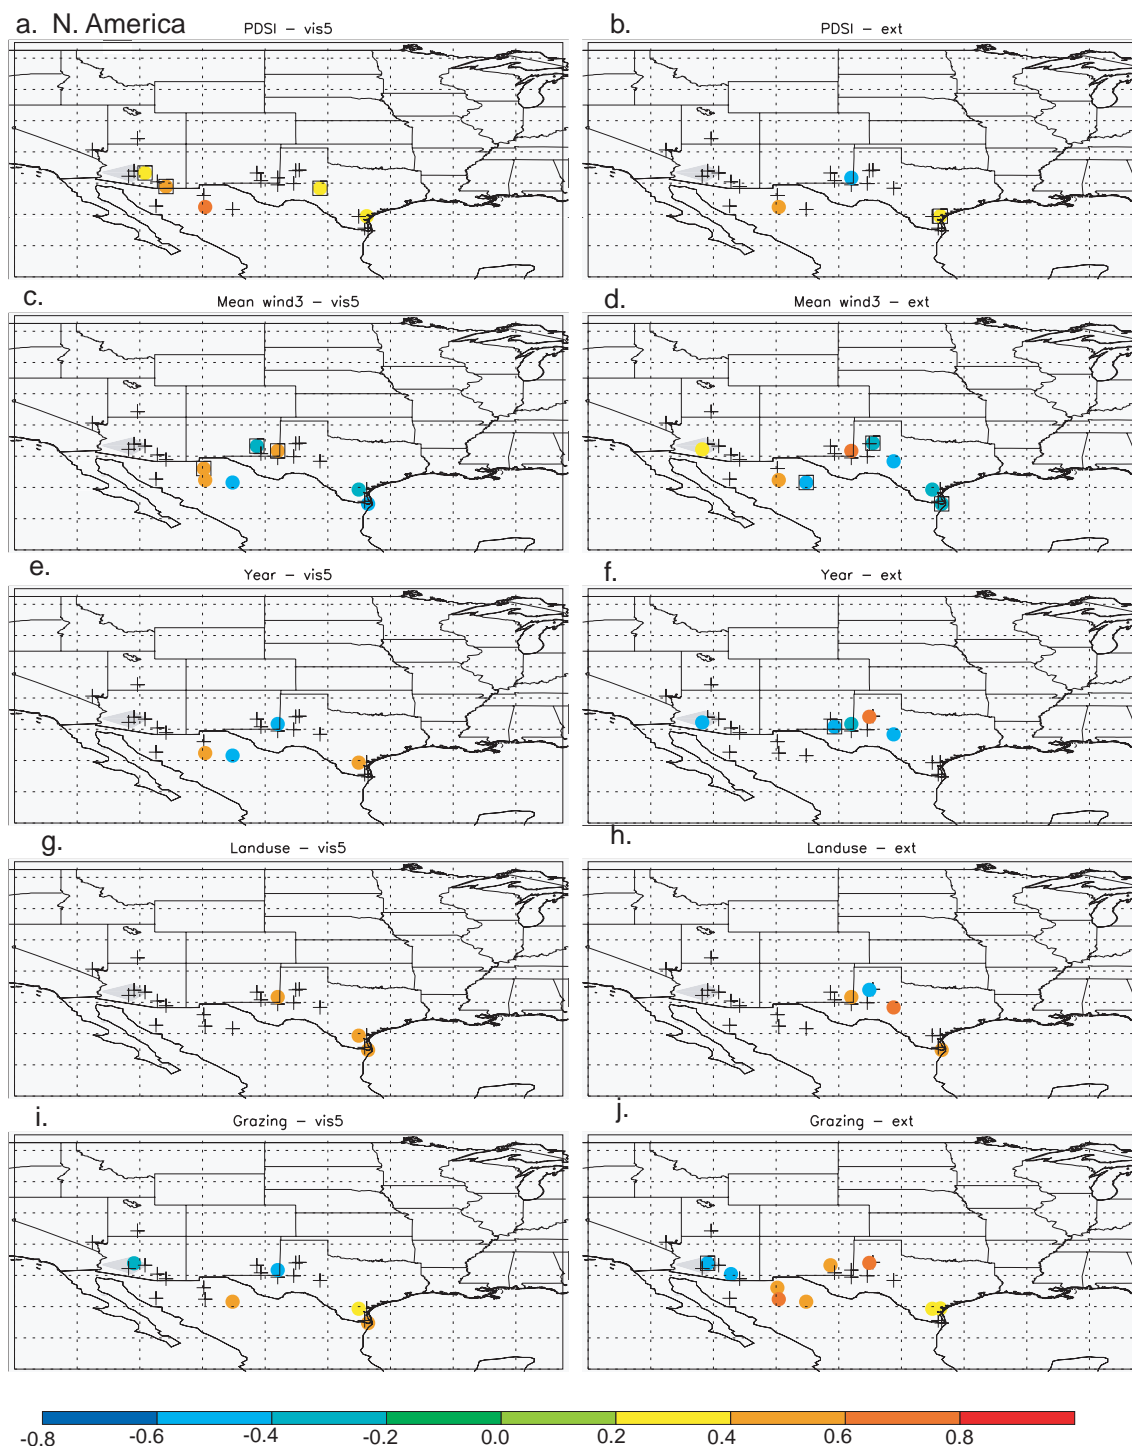 a. N. America
PDSI – vis5
b.
PDSI – ext
c.
Mean wind3 – vis5
d.
Mean wind3 – ext
e.
Year – vis5
f.
Year – ext
g.
Landuse – vis5
h.
Landuse – ext
i.
Grazing – vis5
j.
Grazing – ext
-0.8 -0.6 -0.4 -0.2 0.0 0.2 0.4 0.6 0.8